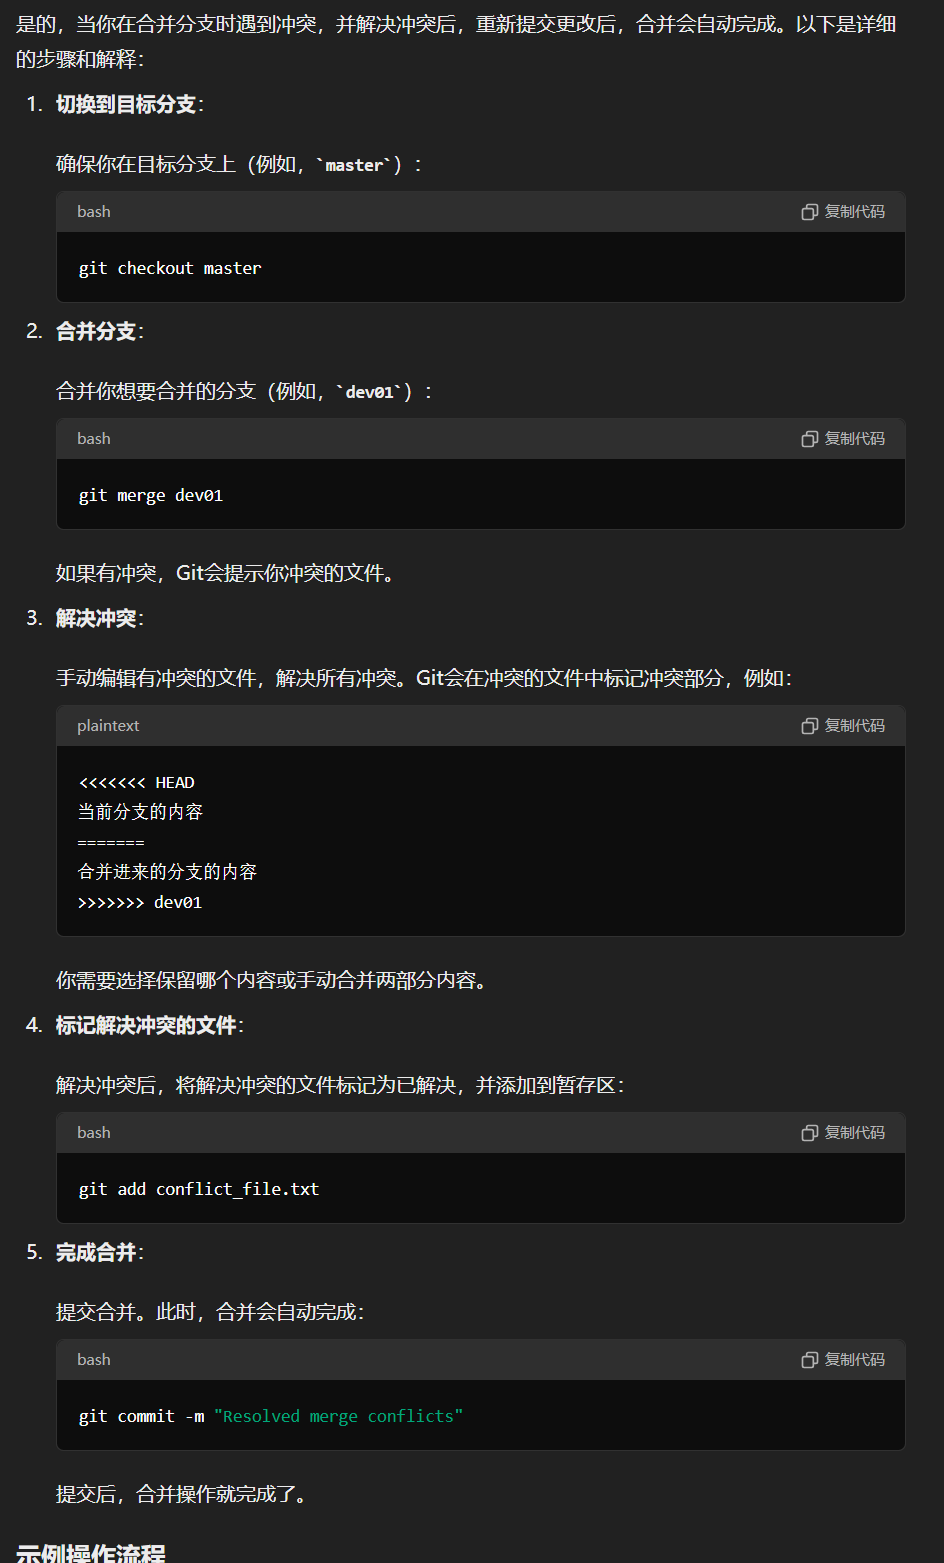 是的，当你在合并分支时遇到冲突，并解决冲突后，重新提交更改后，合并会自动完成。以下是详细
的步骤和解释：
1. 切换到目标分支：
确保你在目标分支上（例如，`master`）：
bash 复制代码
git checkout master
2. 合并分支：
合并你想要合并的分支（例如，`dev01`）：
bash 复制代码
git merge dev01
如果有冲突，Git会提示你冲突的文件。
3. 解决冲突：
手动编辑有冲突的文件，解决所有冲突。Git会在冲突的文件中标记冲突部分，例如：
plaintext 复制代码
<<<<<<< HEAD
当前分支的内容
=======
合并进来的分支的内容
>>>>>>> dev01
你需要选择保留哪个内容或手动合并两部分内容。
4. 标记解决冲突的文件：
解决冲突后，将解决冲突的文件标记为已解决，并添加到暂存区：
bash 复制代码
git add conflict_file.txt
5. 完成合并：
提交合并。此时，合并会自动完成：
bash 复制代码
git commit -m "Resolved merge conflicts"
提交后，合并操作就完成了。
示例操作流程